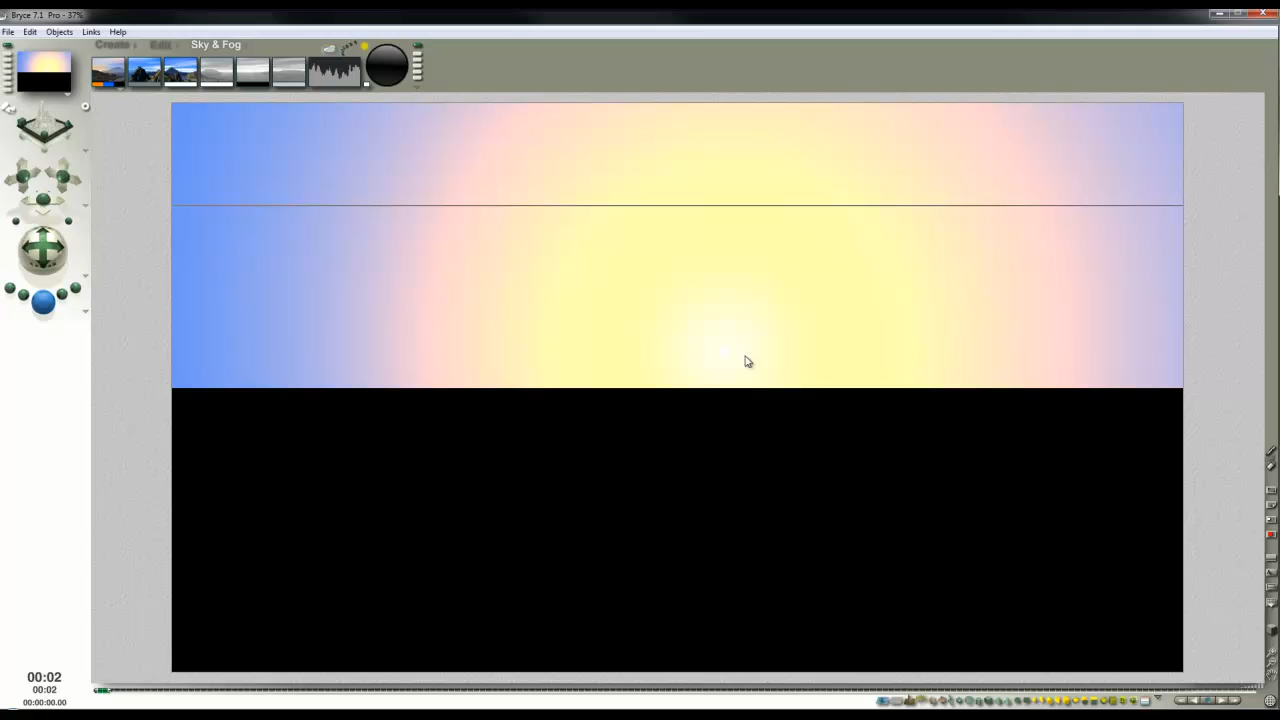 Bryce 7.1 Pro - 37%
File Edit Objects Links Help
Create Edit Sky & Fog
00:02
00:02
00:00:00.00